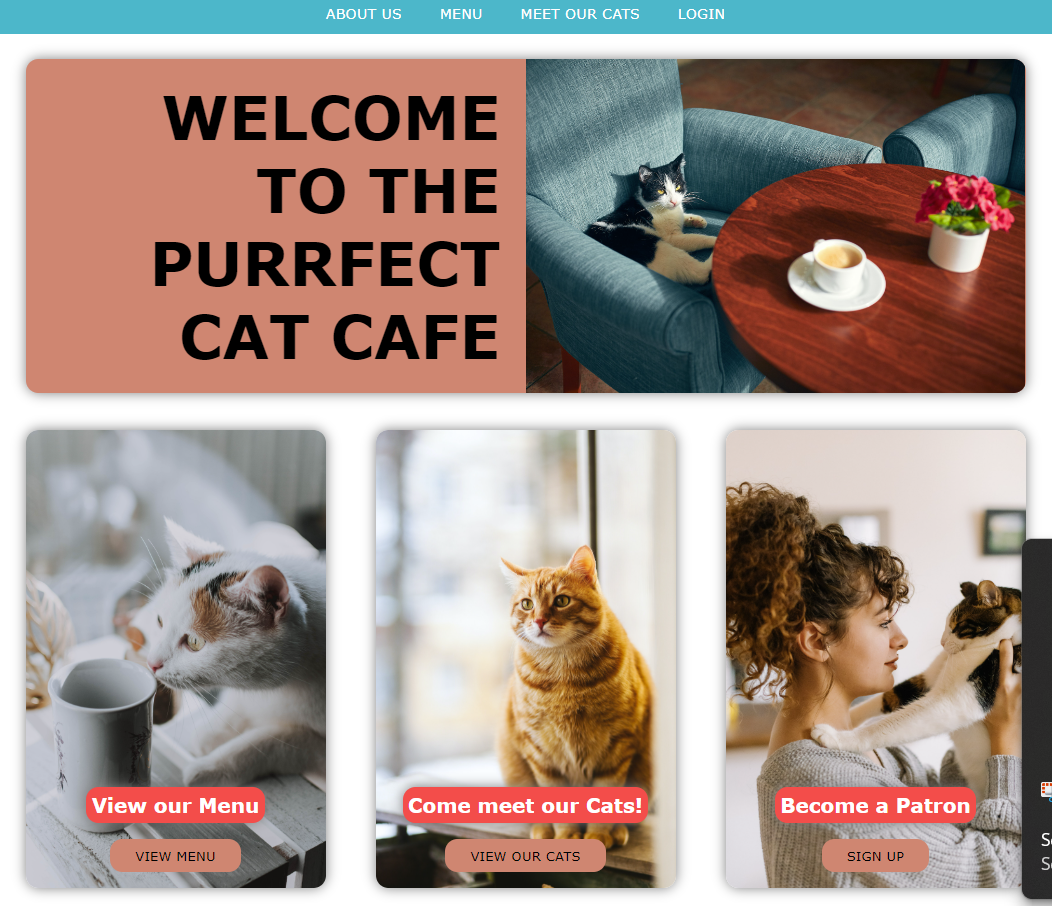 ABOUT US MENU MEET OUR CATS LOGIN
WELCOME
TO THE
PURRFECT
CAT CAFE
View our Menu
VIEW MENU
Come meet our Cats!
VIEW OUR CATS
Become a Patron
SIGN UP